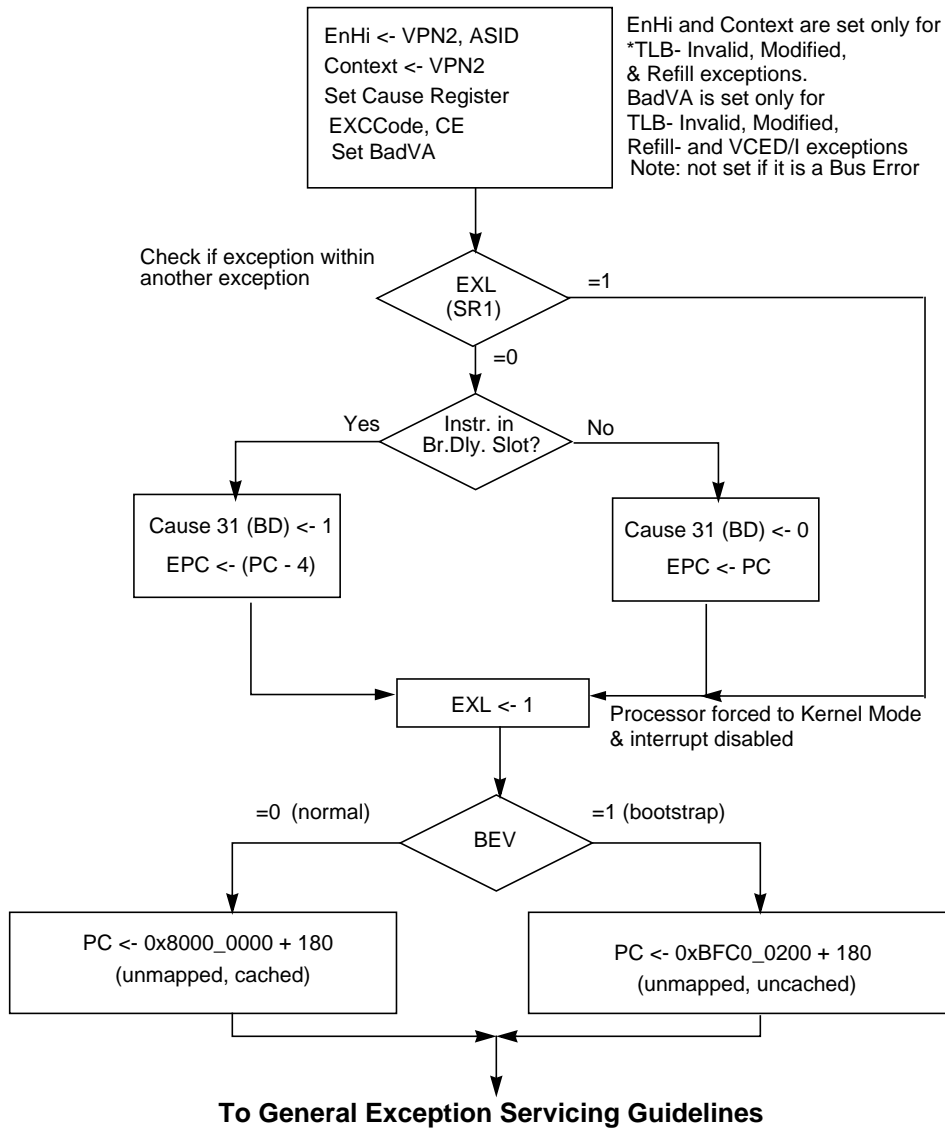 EnHi <- VPN2, ASID
Context <- VPN2
Set Cause Register
EXCCode, CE
Set BadVA
EnHi and Context are set only for
*TLB- Invalid, Modified,
& Refill exceptions.
BadVA is set only for
TLB- Invalid, Modified,
Refill- and VCED/I exceptions
Note: not set if it is a Bus Error
Check if exception within
another exception
EXL
(SR1)
=1
=0
Yes
Instr. in
Br.Dly. Slot?
No
Cause 31 (BD) <- 1
EPC <- (PC - 4)
Cause 31 (BD) <- 0
EPC <- PC
EXL <- 1
Processor forced to Kernel Mode
& interrupt disabled
=0 (normal)
BEV
=1 (bootstrap)
PC <- 0x8000_0000 + 180
(unmapped, cached)
PC <- 0xBFC0_0200 + 180
(unmapped, uncached)
To General Exception Servicing Guidelines